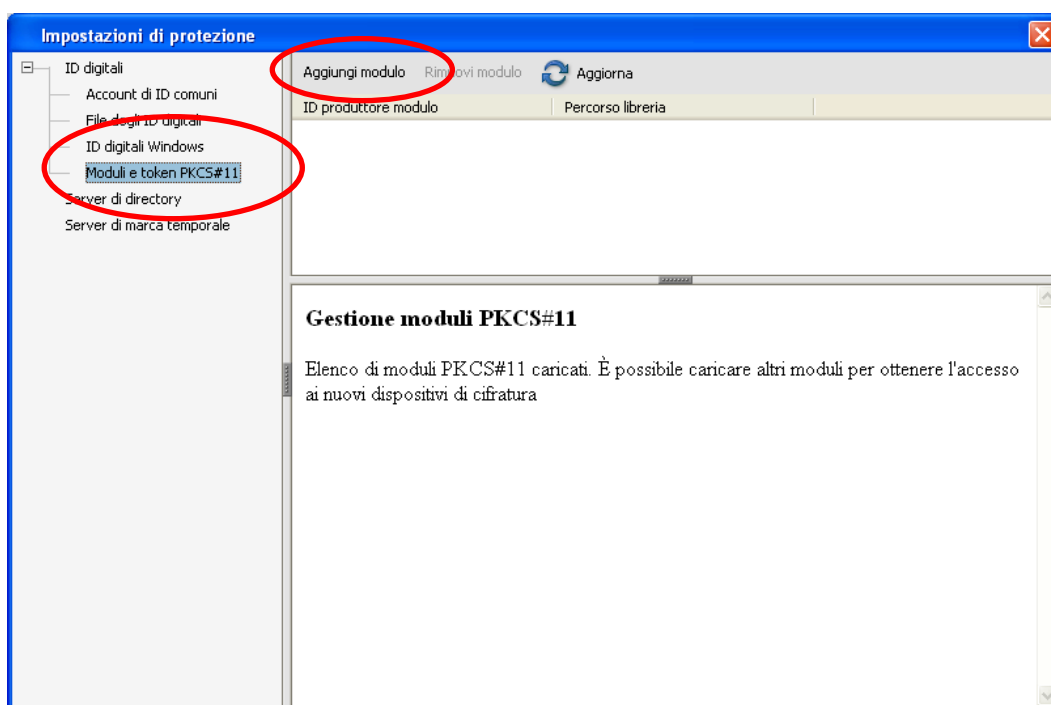 Impostazioni di protezione
ID digitali
Account di ID comuni
File degli ID digitali
ID digitali Windows
Moduli e token PKCS#11
Server di directory
Server di marca temporale
Aggiungi modulo Rimuovi modulo Aggiorna
ID produttore modulo Percorso libreria
Gestione moduli PKCS#11
Elenco di moduli PKCS#11 caricati. È possibile caricare altri moduli per ottenere l'accesso
ai nuovi dispositivi di cifratura